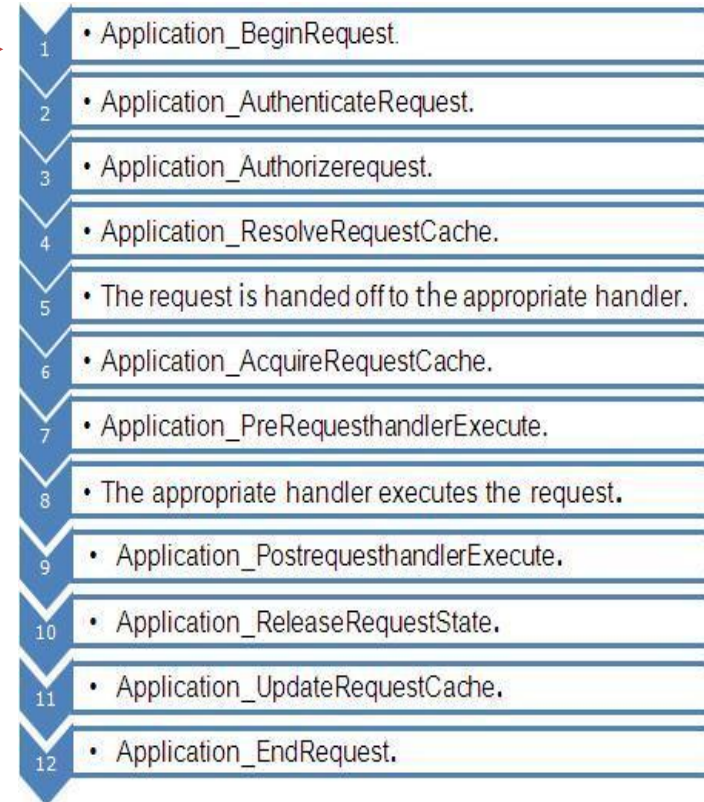 1 • Application_BeginRequest.
2 • Application_AuthenticateRequest.
3 • Application_Authorizerequest.
4 • Application_ResolveRequestCache.
5 • The request is handed off to the appropriate handler.
6 • Application_AcquireRequestCache.
7 • Application_PreRequesthandlerExecute.
8 • The appropriate handler executes the request.
9 • Application_PostrequesthandlerExecute.
10 • Application_ReleaseRequestState.
11 • Application_UpdateRequestCache.
12 • Application_EndRequest.